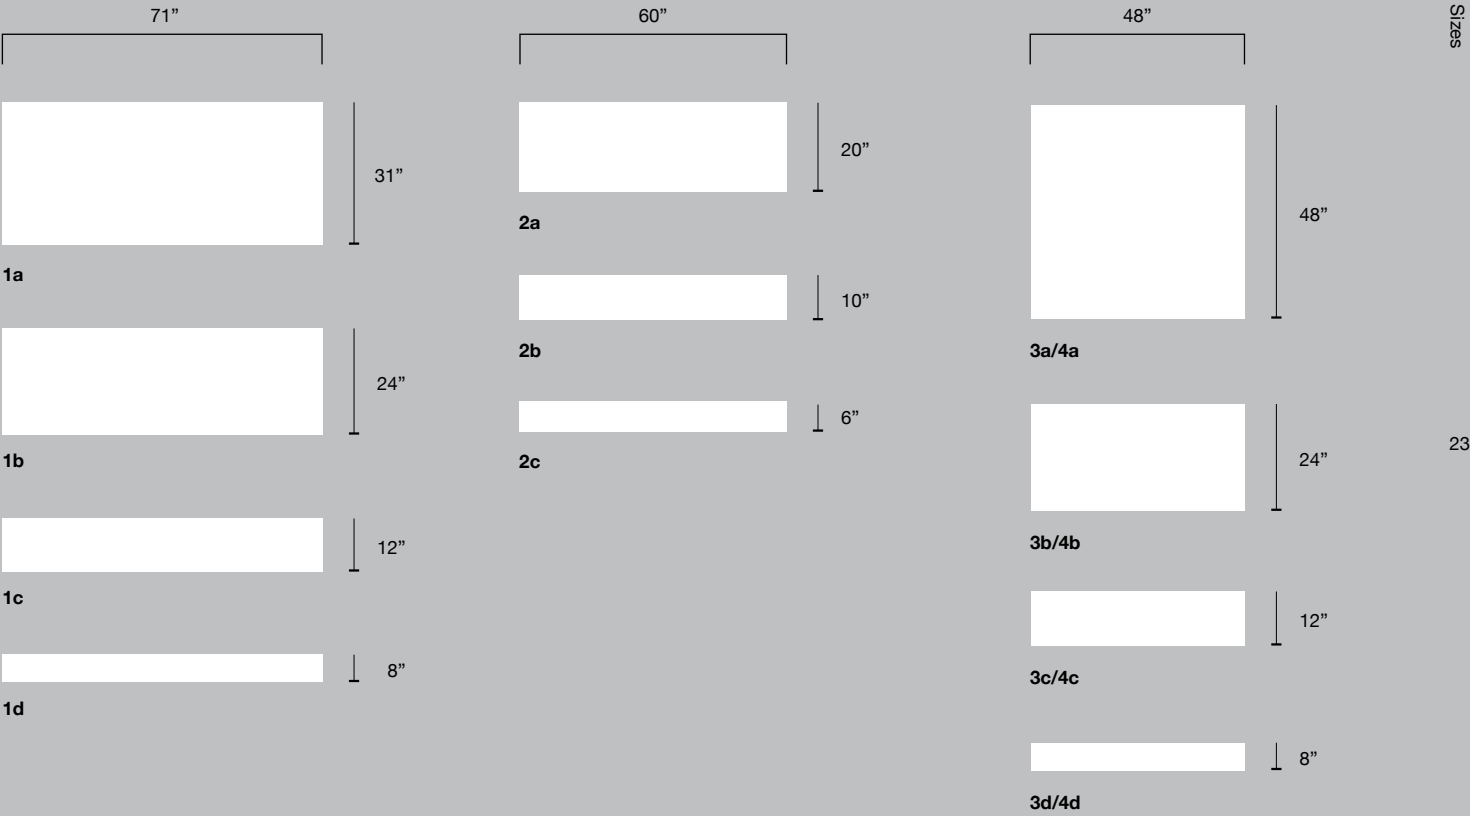 71”
31”
1a
24”
1b
12”
1c
8”
1d
60”
20”
2a
10”
2b
6”
2c
48”
48”
3a/4a
24”
3b/4b
12”
3c/4c
8”
3d/4d
Sizes
23